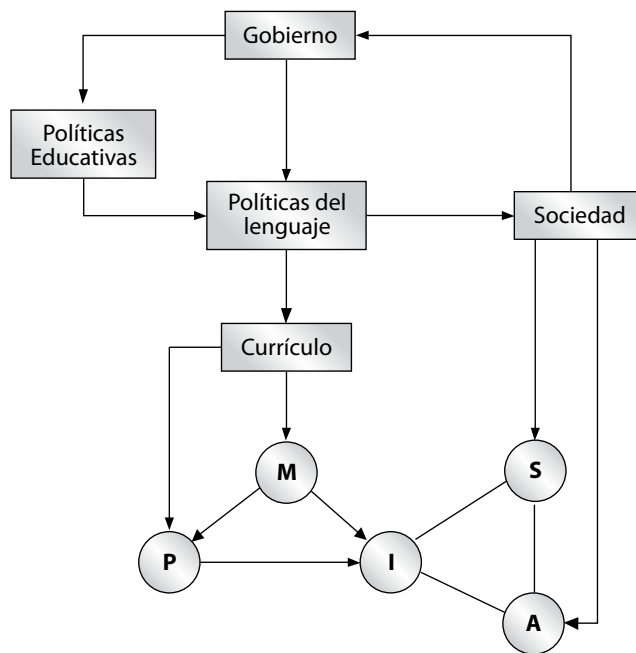 Gobierno
Políticas
Educativas
Políticas del
lenguaje
Sociedad
Currículo
M
S
P
I
A